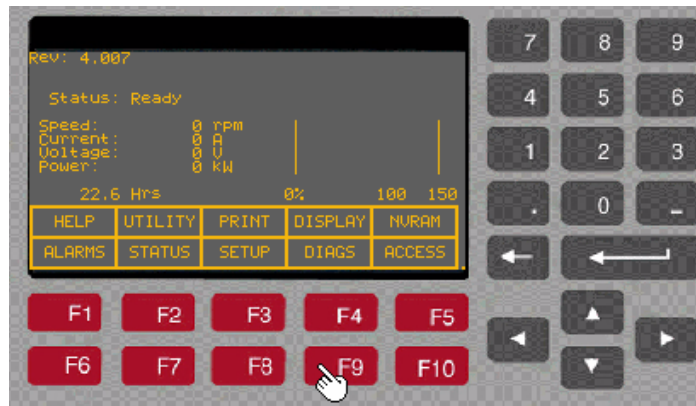 Rev: 4.007
Status: Ready
Speed: 0 rpm
Current: 0 A
Voltage: 0 V
Power: 0 kW
22.6 Hrs 0% 100 150
HELP UTILITY PRINT DISPLAY NVRAM
ALARMS STATUS SETUP DIAGS ACCESS
F1 F2 F3 F4 F5
F6 F7 F8 F9 F10
7 8 9
4 5 6
1 2 3
. 0 –